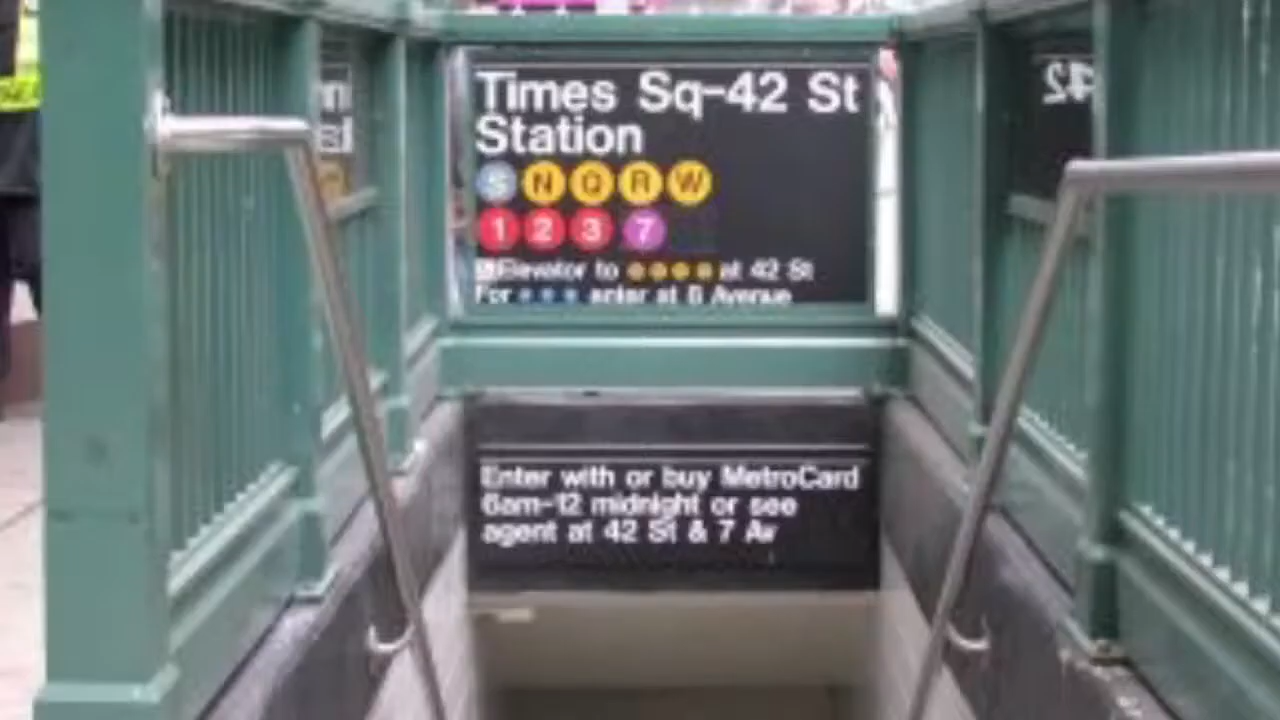 Times Sq-42 St
Station
S N Q R W
1 2 3 7
Elevator to at 42 St
For enter at 6 Avenue
Enter with or buy MetroCard
6am-12 midnight or see
agent at 42 St & 7 Av
42